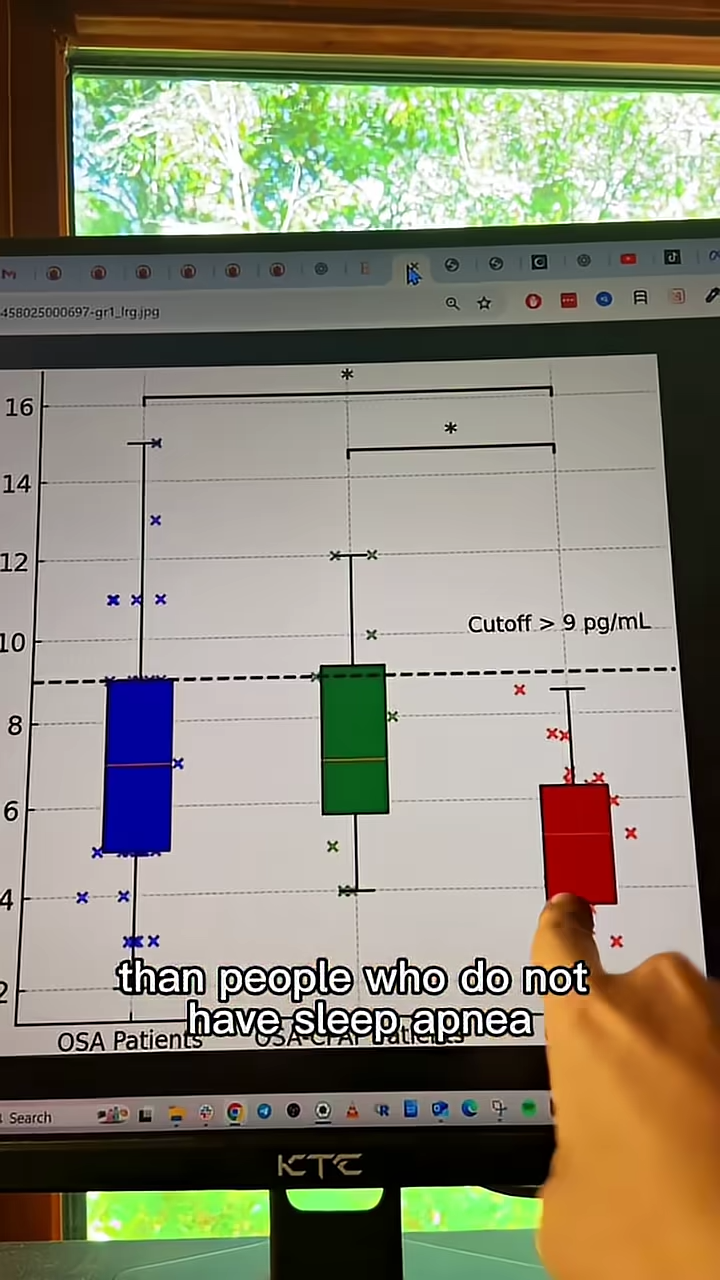 458025000697-gr1_lrg.jpg
*
16
*
14
12
10
Cutoff > 9 pg/mL
8
6
4
than people who do not
2
have sleep apnea
OSA Patients
OSA-CPAP Patients
Search
KTC